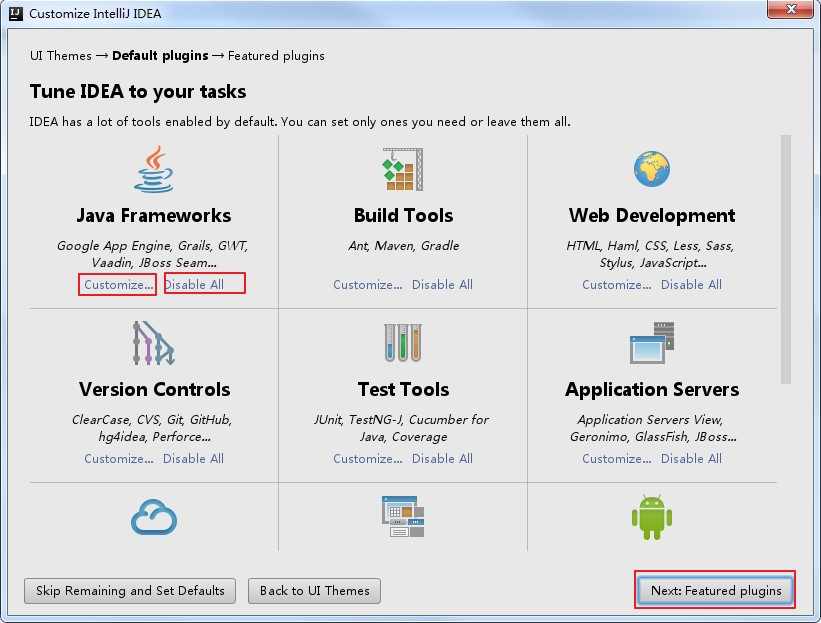 IJ Customize IntelliJ IDEA
UI Themes → Default plugins → Featured plugins
Tune IDEA to your tasks
IDEA has a lot of tools enabled by default. You can set only ones you need or leave them all.
Java Frameworks
Google App Engine, Grails, GWT,
Vaadin, JBoss Seam...
Customize... Disable All
Build Tools
Ant, Maven, Gradle
Customize... Disable All
Web Development
HTML, Haml, CSS, Less, Sass,
Stylus, JavaScript...
Customize... Disable All
Version Controls
ClearCase, CVS, Git, GitHub,
hg4idea, Perforce...
Customize... Disable All
Test Tools
JUnit, TestNG-J, Cucumber for
Java, Coverage
Customize... Disable All
Application Servers
Application Servers View,
Geronimo, GlassFish, JBoss...
Customize... Disable All
Skip Remaining and Set Defaults
Back to UI Themes
Next: Featured plugins